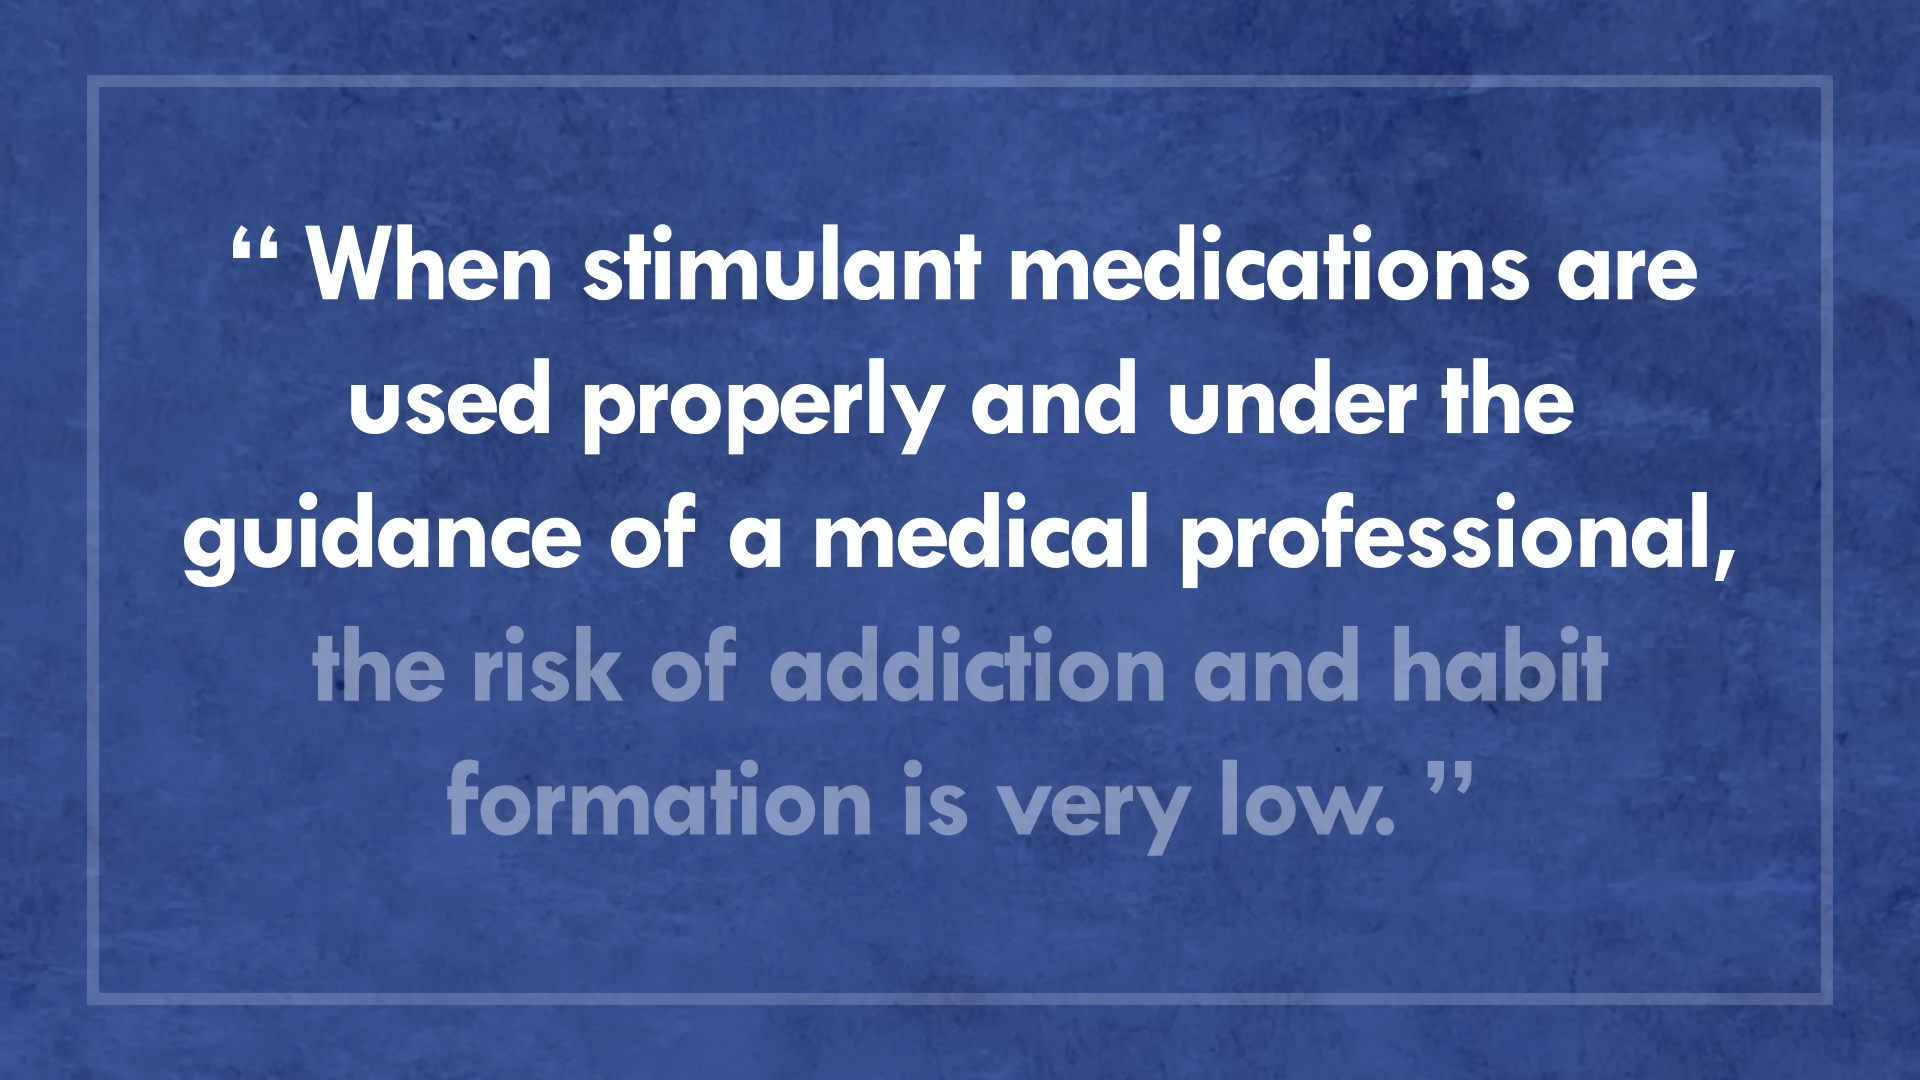 “ When stimulant medications are
used properly and under the
guidance of a medical professional,
the risk of addiction and habit
formation is very low. ”